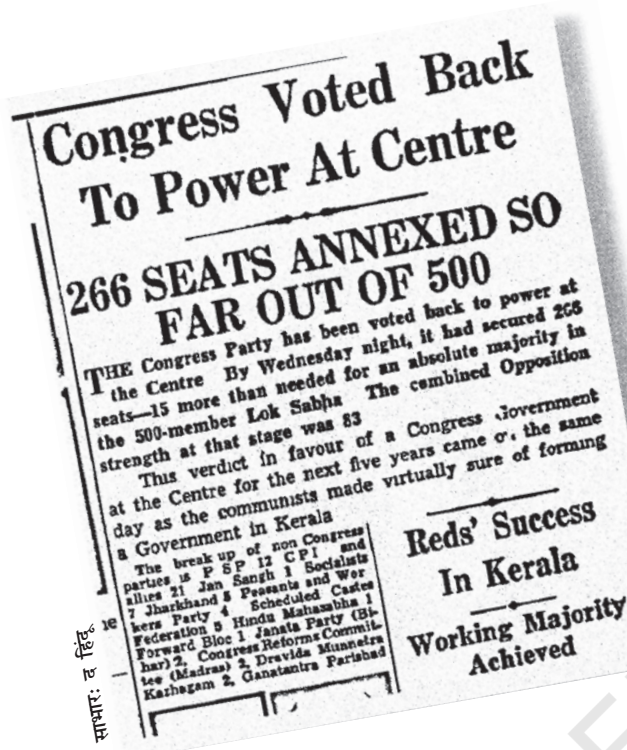 Congress Voted Back
To Power At Centre
266 SEATS ANNEXED SO
FAR OUT OF 500
THE Congress Party has been voted back to power at
the Centre By Wednesday night, it had secured 266
seats—15 more than needed for an absolute majority in
the 500-member Lok Sabha The combined Opposition
strength at that stage was 83
This verdict in favour of a Congress Government
at the Centre for the next five years came on the same
day as the communists made virtually sure of forming
a Government in Kerala
The break up of non Congress
parties is P S P 12 C P I and
allies 21 Jan Sangh 1 Socialists
7 Jharkhand 5 Peasants and Wor
kers Party 4 Scheduled Castes
Federation 5 Hindu Mahasabha 1
Forward Bloc 1 Janata Party (Bi-
har) 2, Congress Reforms Commit-
tee (Madras) 2, Dravida Munnetra
Kazhagam 2, Ganatantra Parishad
Reds' Success
In Kerala
Working Majority
Achieved
he
साभार: द हिंदू